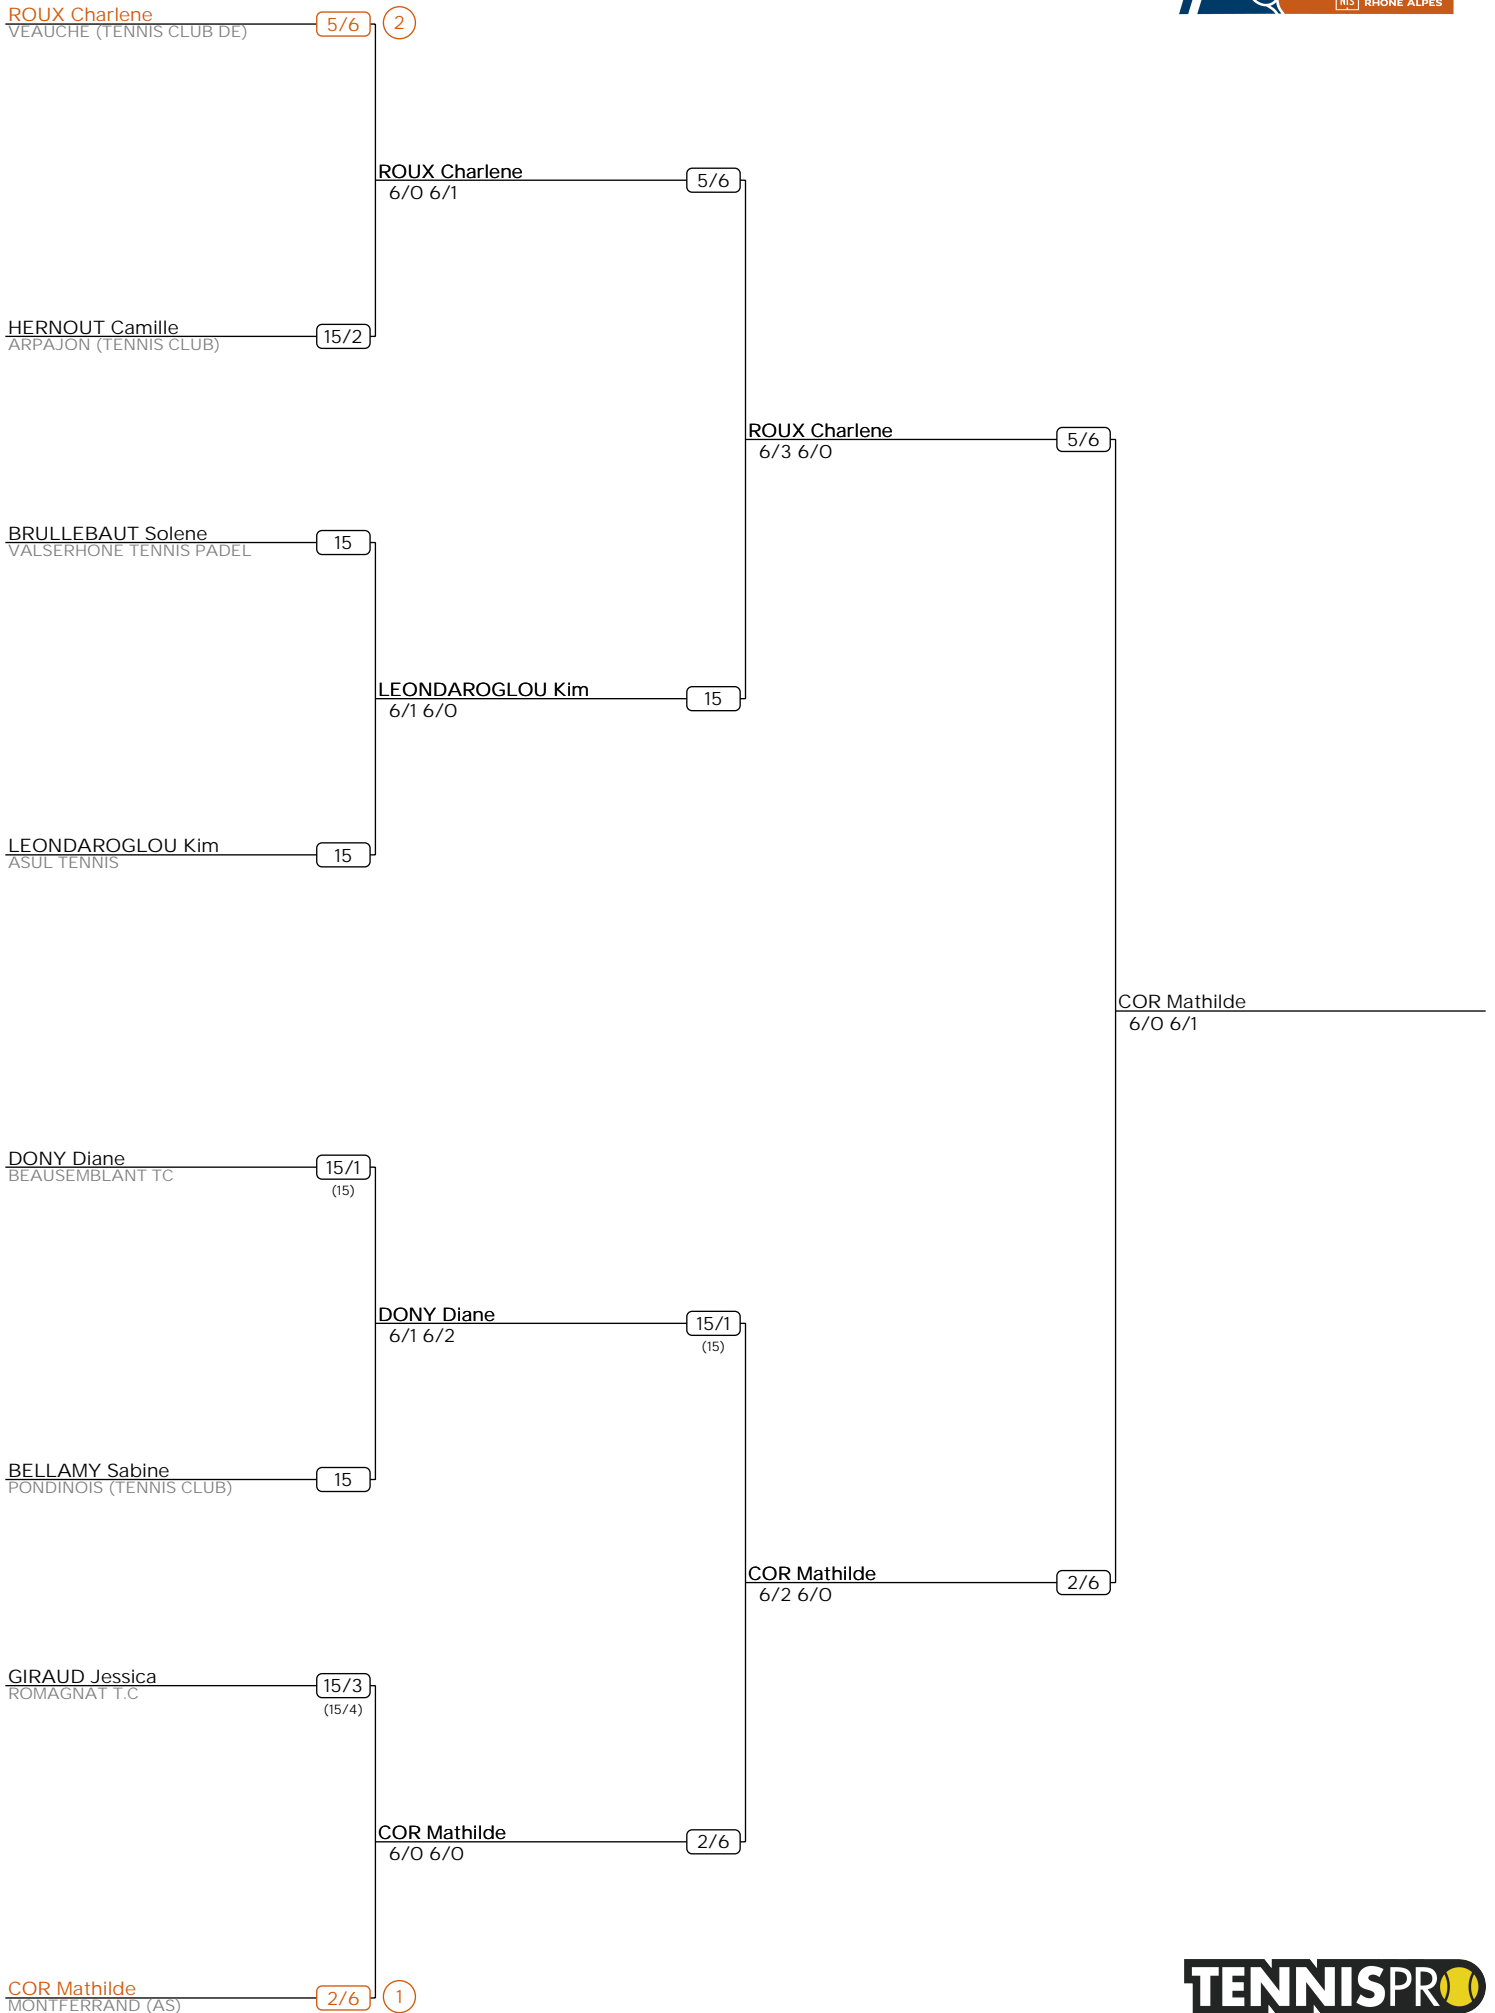 NIS RHÔNE ALPES
ROUX Charlene
VEAUCHE (TENNIS CLUB DE)
5/6
2
ROUX Charlene
6/0 6/1
5/6
HERNOUT Camille
ARPAJON (TENNIS CLUB)
15/2
ROUX Charlene
6/3 6/0
5/6
BRULLEBAUT Solene
VALSERHONE TENNIS PADEL
15
LEONDAROGLOU Kim
6/1 6/0
15
LEONDAROGLOU Kim
ASUL TENNIS
15
COR Mathilde
6/0 6/1
DONY Diane
BEAUSEMBLANT TC
15/1
(15)
DONY Diane
6/1 6/2
15/1
(15)
BELLAMY Sabine
PONDINOIS (TENNIS CLUB)
15
COR Mathilde
6/2 6/0
2/6
GIRAUD Jessica
ROMAGNAT T.C
15/3
(15/4)
COR Mathilde
6/0 6/0
2/6
COR Mathilde
MONTFERRAND (AS)
2/6
1
TENNISPRO